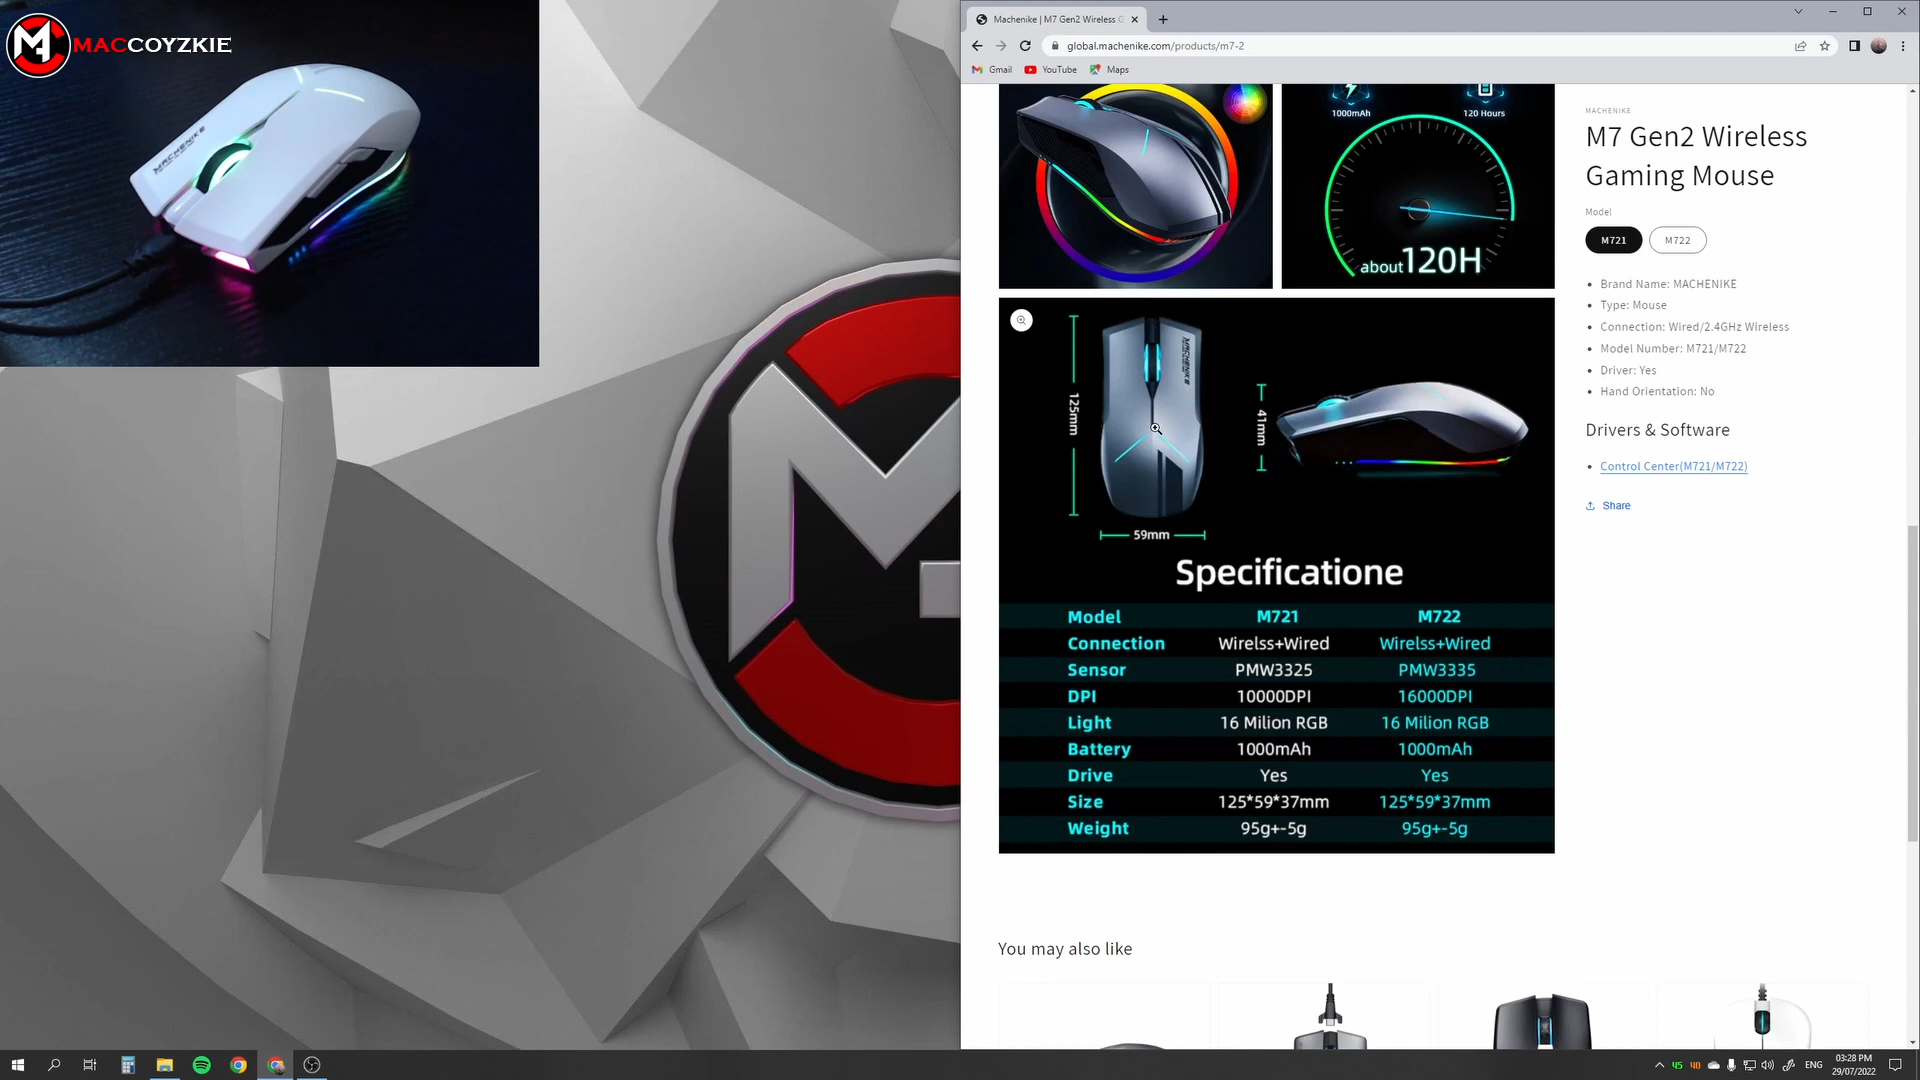 MACCOYZKIE
MACHENIKE
Machenike | M7 Gen2 Wireless G
global.machenike.com/products/m7-2
Gmail
YouTube
Maps
1000mAh
120 Hours
about120H
MACHENIKE
M7 Gen2 Wireless
Gaming Mouse
Model
M721
M722
Brand Name: MACHENIKE
Type: Mouse
Connection: Wired/2.4GHz Wireless
Model Number: M721/M722
Driver: Yes
Hand Orientation: No
Drivers & Software
Control Center(M721/M722)
Share
125mm
MACHENIKE
41mm
59mm
Specificatione
Model M721 M722
Connection Wirelss+Wired Wirelss+Wired
Sensor PMW3325 PMW3335
DPI 10000DPI 16000DPI
Light 16 Milion RGB 16 Milion RGB
Battery 1000mAh 1000mAh
Drive Yes Yes
Size 125*59*37mm 125*59*37mm
Weight 95g+-5g 95g+-5g
You may also like
45 40 ENG 03:28 PM
29/07/2022